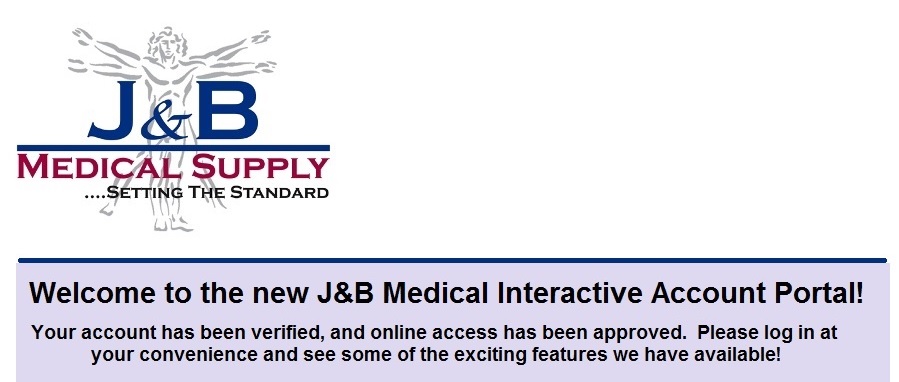 J&B
MEDICAL SUPPLY
....SETTING THE STANDARD
Welcome to the new J&B Medical Interactive Account Portal!
Your account has been verified, and online access has been approved.  Please log in at
your convenience and see some of the exciting features we have available!